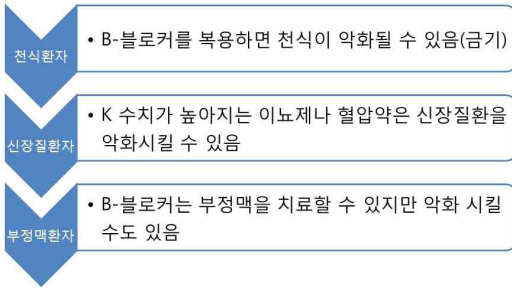 천식환자
• B-블로커를 복용하면 천식이 악화될 수 있음(금기)
신장질환자
• K 수치가 높아지는 이뇨제나 혈압약은 신장질환을
악화시킬 수 있음
부정맥환자
• B-블로커는 부정맥을 치료할 수 있지만 악화 시킬
수도 있음